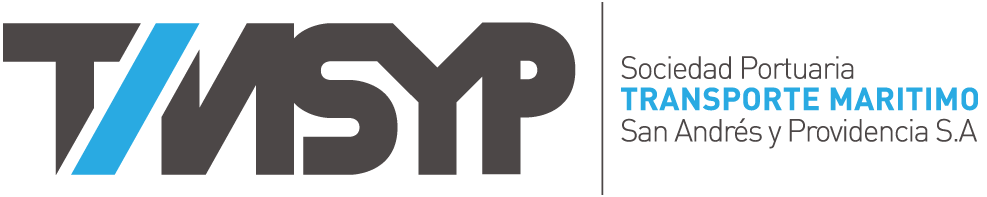 TMSYP
Sociedad Portuaria
TRANSPORTE MARITIMO
San Andrés y Providencia S.A